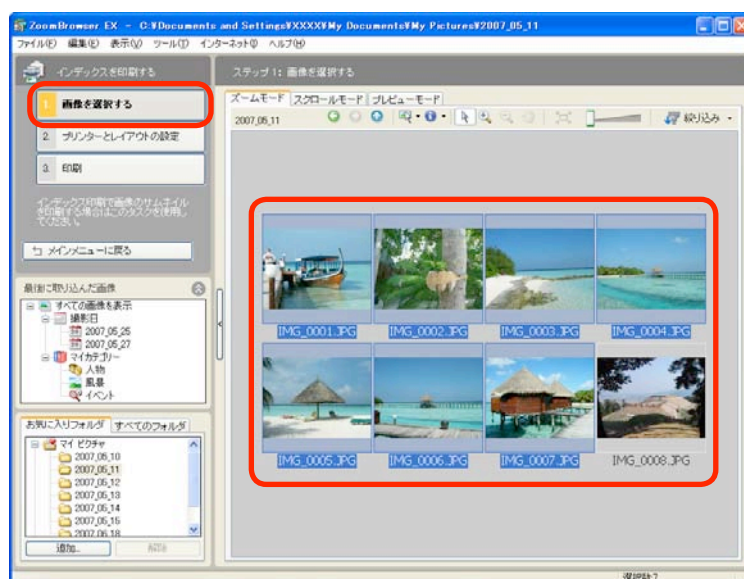 ZoomBrowser EX - C:¥Documents and Settings¥XXXX¥My Documents¥My Pictures¥2007_05_11
ファイル(F) 編集(E) 表示(V) ツール(T) インターネット(I) ヘルプ(H)
インデックスを印刷する
1. 画像を選択する
2. プリンターとレイアウトの設定
3. 印刷
インデックス印刷で画像のサムネイル
を印刷する場合はこのタスクを使用し
てください。
メインメニューに戻る
最後に取り込んだ画像
すべての画像を表示
撮影日
2007_05_25
2007_05_27
マイカテゴリー
人物
風景
イベント
お気に入りフォルダ すべてのフォルダ
マイ ピクチャ
2007_05_10
2007_05_11
2007_05_12
2007_05_13
2007_05_14
2007_05_15
追加... 解除
ステップ1: 画像を選択する
ズームモード スクロールモード プレビューモード
2007_05_11
絞り込み
IMG_0001.JPG IMG_0002.JPG IMG_0003.JPG IMG_0004.JPG
IMG_0005.JPG IMG_0006.JPG IMG_0007.JPG IMG_0008.JPG